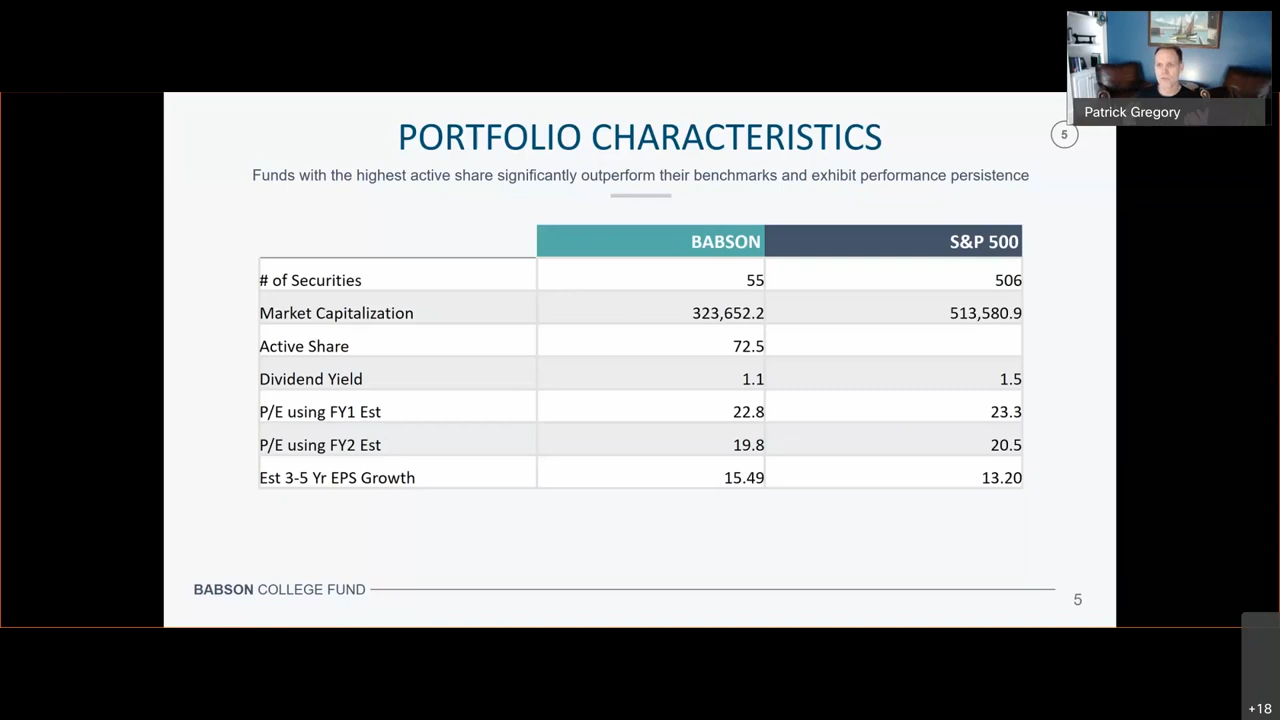 Patrick Gregory
PORTFOLIO CHARACTERISTICS
5
Funds with the highest active share significantly outperform their benchmarks and exhibit performance persistence
BABSON S&P 500
# of Securities 55 506
Market Capitalization 323,652.2 513,580.9
Active Share 72.5
Dividend Yield 1.1 1.5
P/E using FY1 Est 22.8 23.3
P/E using FY2 Est 19.8 20.5
Est 3-5 Yr EPS Growth 15.49 13.20
BABSON COLLEGE FUND
5
+18